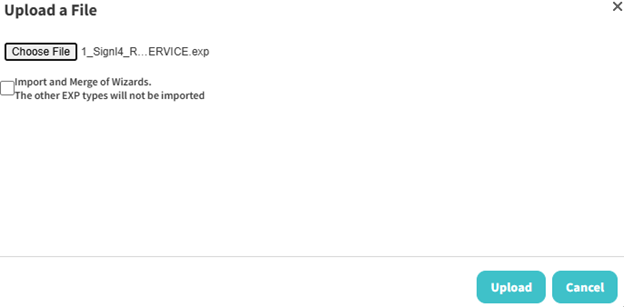 Upload a File
×
Choose File 1_Signl4_R...ERVICE.exp
Import and Merge of Wizards.
The other EXP types will not be imported
Upload Cancel